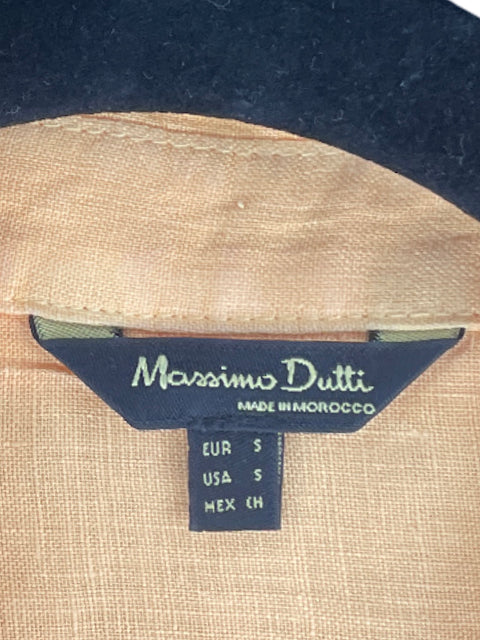 Massimo Dutti
MADE IN MOROCCO
EUR S
USA S
MEX CH